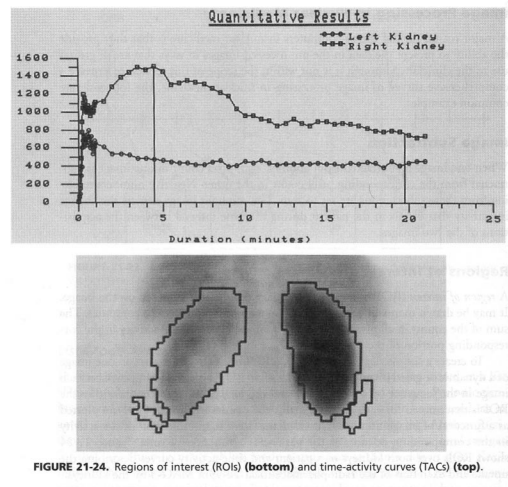 Quantitative Results
Left Kidney
Right Kidney
1600
1400
1200
1000
800
600
400
200
0
0 5 10 15 20 25
Duration (minutes)
FIGURE 21-24. Regions of interest (ROIs) (bottom) and time-activity curves (TACs) (top).